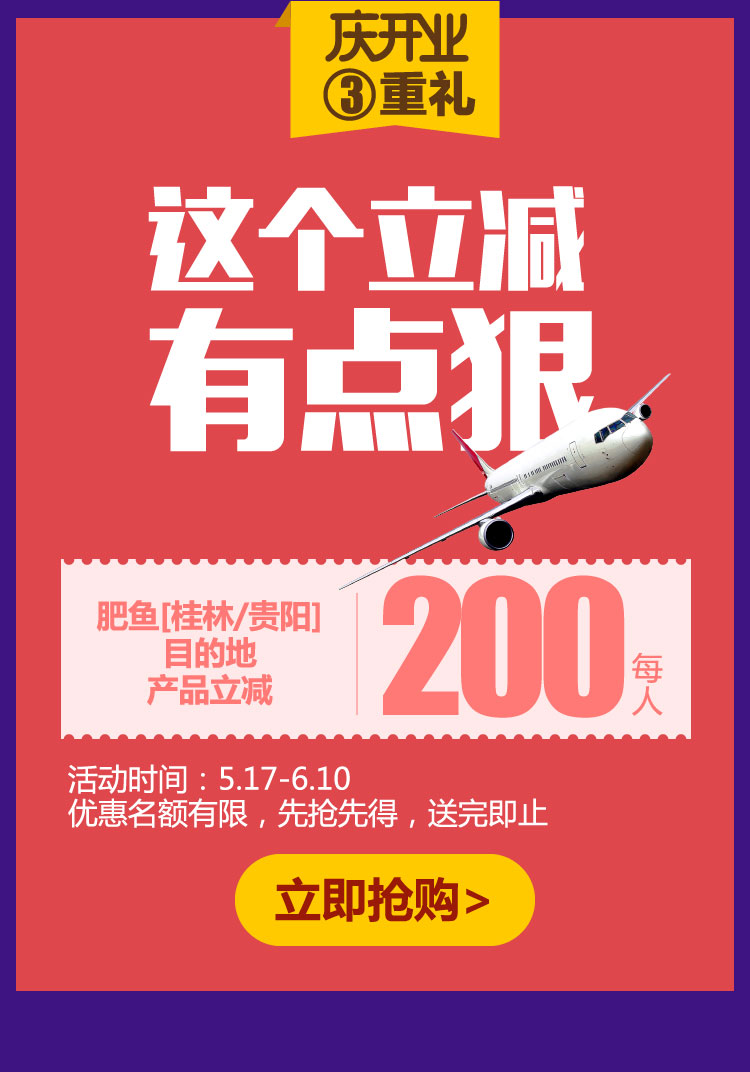 庆开业
③重礼
这个立减
有点狠
肥鱼[桂林/贵阳]
目的地
产品立减
200
每人
活动时间：5.17-6.10
优惠名额有限，先抢先得，送完即止
立即抢购>